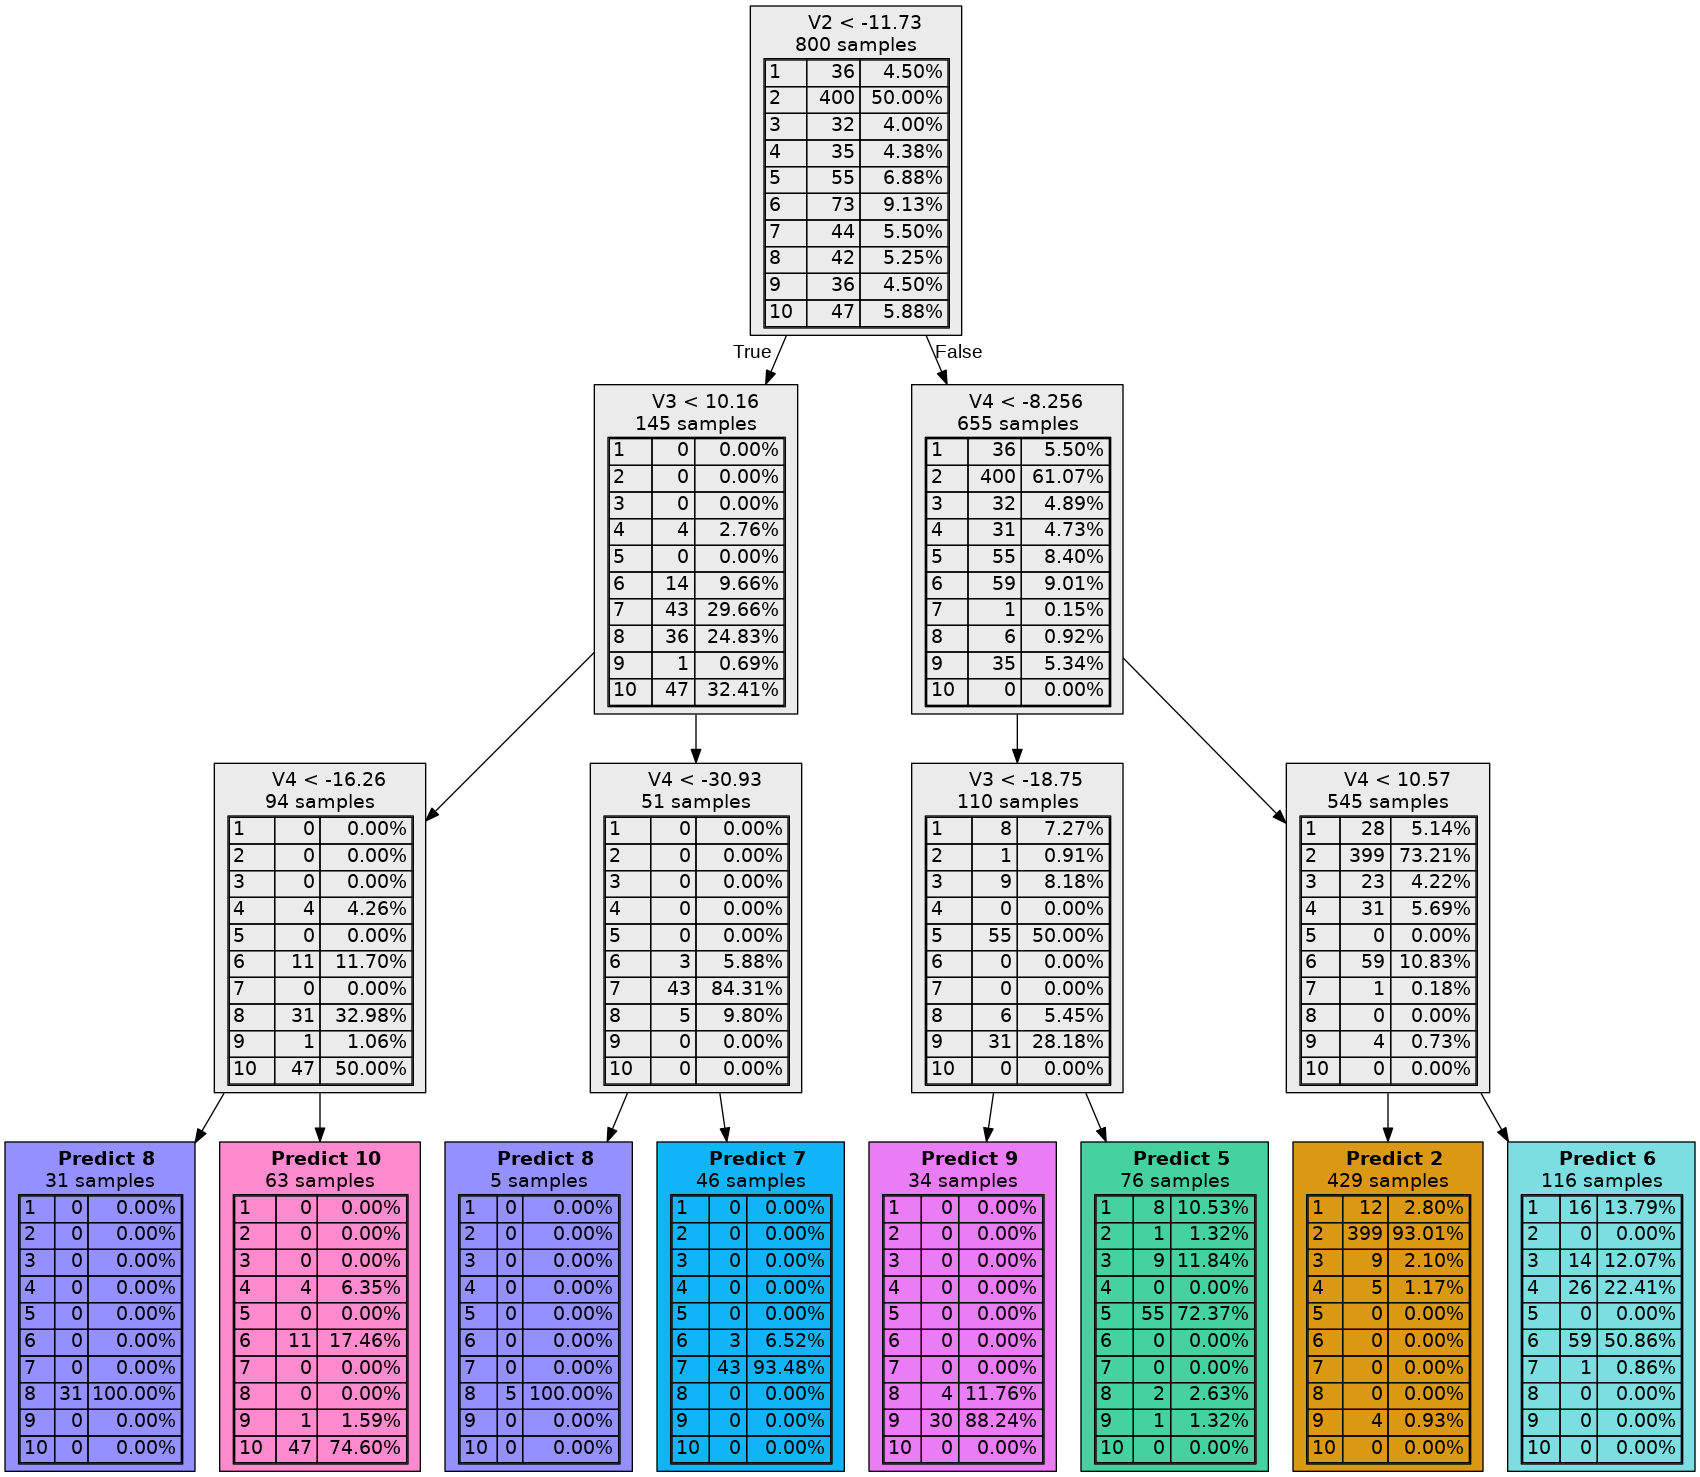 V2 < -11.73
800 samples
1 36 4.50%
2 400 50.00%
3 32 4.00%
4 35 4.38%
5 55 6.88%
6 73 9.13%
7 44 5.50%
8 42 5.25%
9 36 4.50%
10 47 5.88%
True
False
V3 < 10.16
145 samples
1 0 0.00%
2 0 0.00%
3 0 0.00%
4 4 2.76%
5 0 0.00%
6 14 9.66%
7 43 29.66%
8 36 24.83%
9 1 0.69%
10 47 32.41%
V4 < -8.256
655 samples
1 36 5.50%
2 400 61.07%
3 32 4.89%
4 31 4.73%
5 55 8.40%
6 59 9.01%
7 1 0.15%
8 6 0.92%
9 35 5.34%
10 0 0.00%
V4 < -16.26
94 samples
1 0 0.00%
2 0 0.00%
3 0 0.00%
4 4 4.26%
5 0 0.00%
6 11 11.70%
7 0 0.00%
8 31 32.98%
9 1 1.06%
10 47 50.00%
V4 < -30.93
51 samples
1 0 0.00%
2 0 0.00%
3 0 0.00%
4 0 0.00%
5 0 0.00%
6 3 5.88%
7 43 84.31%
8 5 9.80%
9 0 0.00%
10 0 0.00%
V3 < -18.75
110 samples
1 8 7.27%
2 1 0.91%
3 9 8.18%
4 0 0.00%
5 55 50.00%
6 0 0.00%
7 0 0.00%
8 6 5.45%
9 31 28.18%
10 0 0.00%
V4 < 10.57
545 samples
1 28 5.14%
2 399 73.21%
3 23 4.22%
4 31 5.69%
5 0 0.00%
6 59 10.83%
7 1 0.18%
8 0 0.00%
9 4 0.73%
10 0 0.00%
Predict 8
31 samples
1 0 0.00%
2 0 0.00%
3 0 0.00%
4 0 0.00%
5 0 0.00%
6 0 0.00%
7 0 0.00%
8 31 100.00%
9 0 0.00%
10 0 0.00%
Predict 10
63 samples
1 0 0.00%
2 0 0.00%
3 0 0.00%
4 4 6.35%
5 0 0.00%
6 11 17.46%
7 0 0.00%
8 0 0.00%
9 1 1.59%
10 47 74.60%
Predict 8
5 samples
1 0 0.00%
2 0 0.00%
3 0 0.00%
4 0 0.00%
5 0 0.00%
6 0 0.00%
7 0 0.00%
8 5 100.00%
9 0 0.00%
10 0 0.00%
Predict 7
46 samples
1 0 0.00%
2 0 0.00%
3 0 0.00%
4 0 0.00%
5 0 0.00%
6 3 6.52%
7 43 93.48%
8 0 0.00%
9 0 0.00%
10 0 0.00%
Predict 9
34 samples
1 0 0.00%
2 0 0.00%
3 0 0.00%
4 0 0.00%
5 0 0.00%
6 0 0.00%
7 0 0.00%
8 4 11.76%
9 30 88.24%
10 0 0.00%
Predict 5
76 samples
1 8 10.53%
2 1 1.32%
3 9 11.84%
4 0 0.00%
5 55 72.37%
6 0 0.00%
7 0 0.00%
8 2 2.63%
9 1 1.32%
10 0 0.00%
Predict 2
429 samples
1 12 2.80%
2 399 93.01%
3 9 2.10%
4 5 1.17%
5 0 0.00%
6 0 0.00%
7 0 0.00%
8 0 0.00%
9 4 0.93%
10 0 0.00%
Predict 6
116 samples
1 16 13.79%
2 0 0.00%
3 14 12.07%
4 26 22.41%
5 0 0.00%
6 59 50.86%
7 1 0.86%
8 0 0.00%
9 0 0.00%
10 0 0.00%